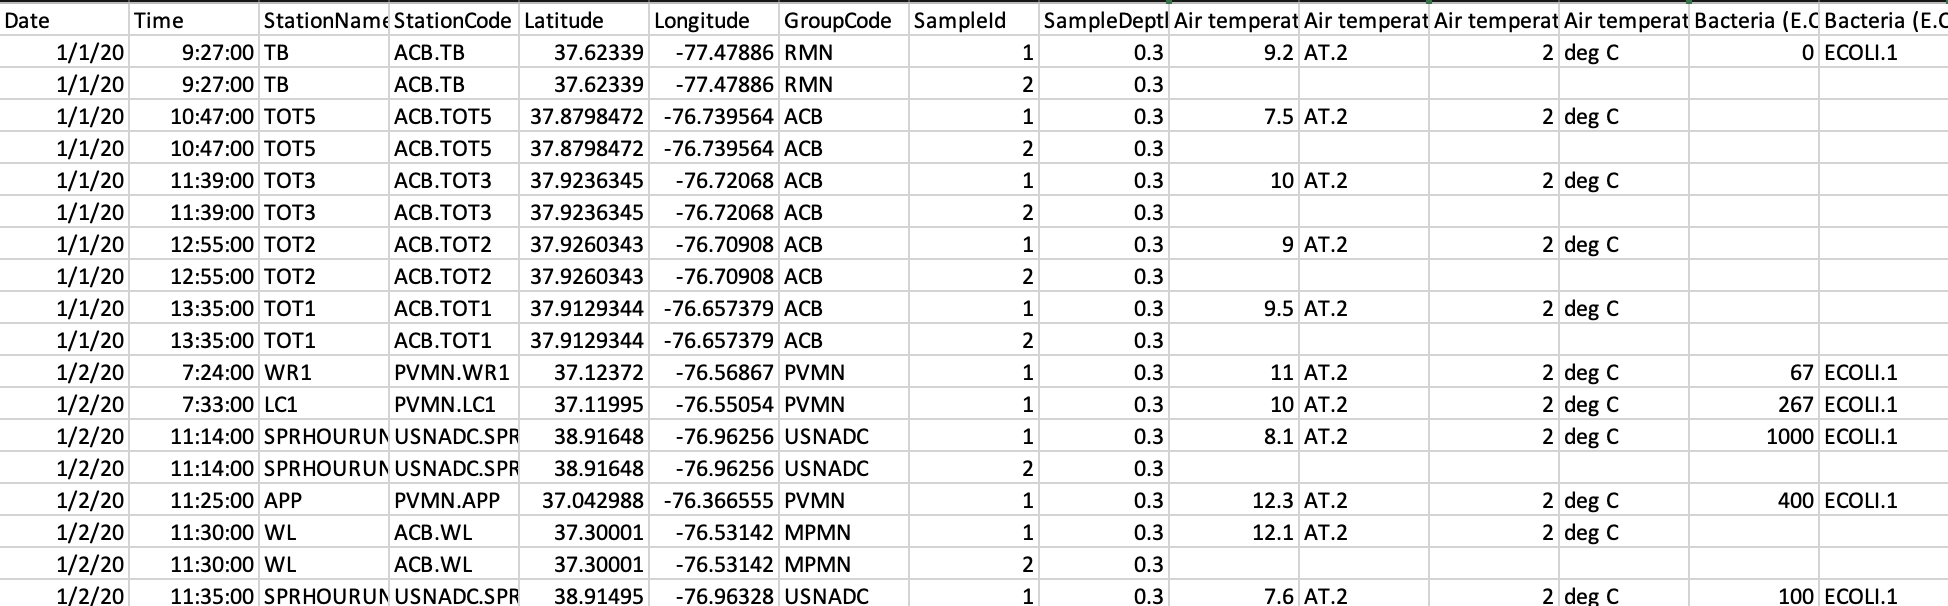 Date Time StationName StationCode Latitude Longitude GroupCode SampleId SampleDeptl Air temperat Air temperat Air temperat Air temperat Bacteria (E.C Bacteria (E.C
1/1/20 9:27:00 TB ACB.TB 37.62339 -77.47886 RMN 1 0.3 9.2 AT.2 2 deg C 0 ECOLI.1
1/1/20 9:27:00 TB ACB.TB 37.62339 -77.47886 RMN 2 0.3
1/1/20 10:47:00 TOT5 ACB.TOT5 37.8798472 -76.739564 ACB 1 0.3 7.5 AT.2 2 deg C
1/1/20 10:47:00 TOT5 ACB.TOT5 37.8798472 -76.739564 ACB 2 0.3
1/1/20 11:39:00 TOT3 ACB.TOT3 37.9236345 -76.72068 ACB 1 0.3 10 AT.2 2 deg C
1/1/20 11:39:00 TOT3 ACB.TOT3 37.9236345 -76.72068 ACB 2 0.3
1/1/20 12:55:00 TOT2 ACB.TOT2 37.9260343 -76.70908 ACB 1 0.3 9 AT.2 2 deg C
1/1/20 12:55:00 TOT2 ACB.TOT2 37.9260343 -76.70908 ACB 2 0.3
1/1/20 13:35:00 TOT1 ACB.TOT1 37.9129344 -76.657379 ACB 1 0.3 9.5 AT.2 2 deg C
1/1/20 13:35:00 TOT1 ACB.TOT1 37.9129344 -76.657379 ACB 2 0.3
1/2/20 7:24:00 WR1 PVMN.WR1 37.12372 -76.56867 PVMN 1 0.3 11 AT.2 2 deg C 67 ECOLI.1
1/2/20 7:33:00 LC1 PVMN.LC1 37.11995 -76.55054 PVMN 1 0.3 10 AT.2 2 deg C 267 ECOLI.1
1/2/20 11:14:00 SPRHOURUN USNADC.SPR 38.91648 -76.96256 USNADC 1 0.3 8.1 AT.2 2 deg C 1000 ECOLI.1
1/2/20 11:14:00 SPRHOURUN USNADC.SPR 38.91648 -76.96256 USNADC 2 0.3
1/2/20 11:25:00 APP PVMN.APP 37.042988 -76.366555 PVMN 1 0.3 12.3 AT.2 2 deg C 400 ECOLI.1
1/2/20 11:30:00 WL ACB.WL 37.30001 -76.53142 MPMN 1 0.3 12.1 AT.2 2 deg C
1/2/20 11:30:00 WL ACB.WL 37.30001 -76.53142 MPMN 2 0.3
1/2/20 11:35:00 SPRHOURUN USNADC.SPR 38.91495 -76.96328 USNADC 1 0.3 7.6 AT.2 2 deg C 100 ECOLI.1